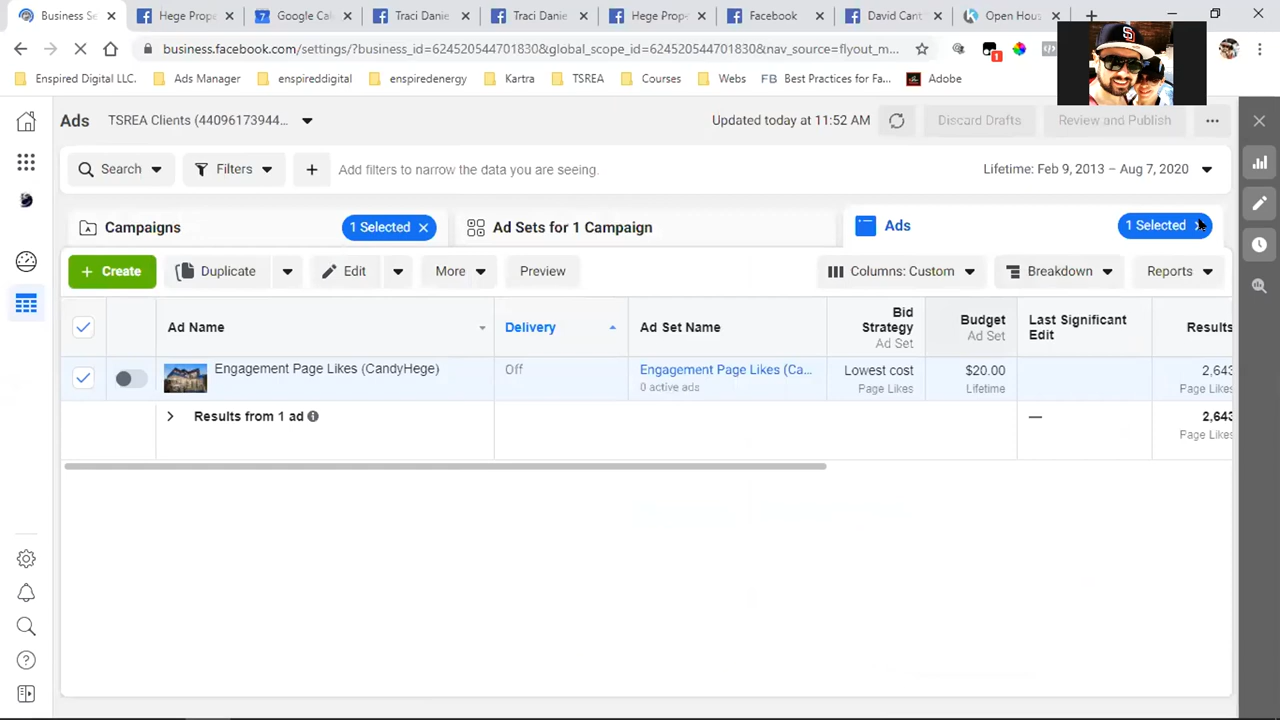 Business Se
Hege Prope
Google Cal
Traci Danie
Traci Danie
Hege Prop
Facebook
David Cant
Open Hous
business.facebook.com/settings/?business_id=624520544701830&global_scope_id=624520544701830&nav_source=flyout_m...
1
Enspired Digital LLC.
Ads Manager
enspireddigital
Kartra
TSREA
Courses
Webs
FB Best Practices for Fa...
Adobe
Ads
TSREA Clients (44096173944...
Updated today at 11:52 AM
Discard Drafts
Review and Publish
Search
Filters
Add filters to narrow the data you are seeing.
Lifetime: Feb 9, 2013 – Aug 7, 2020
Campaigns
1 Selected
Ad Sets for 1 Campaign
Ads
1 Selected
+ Create
Duplicate
Edit
More
Preview
Columns: Custom
Breakdown
Reports
Ad Name
Delivery
Ad Set Name
Bid
Strategy
Ad Set
Budget
Ad Set
Last Significant
Edit
Results
Engagement Page Likes (CandyHege)
Off
Engagement Page Likes (Ca...
0 active ads
Lowest cost
Page Likes
$20.00
Lifetime
2,643
Page Likes
Results from 1 ad
—
2,643
Page Likes